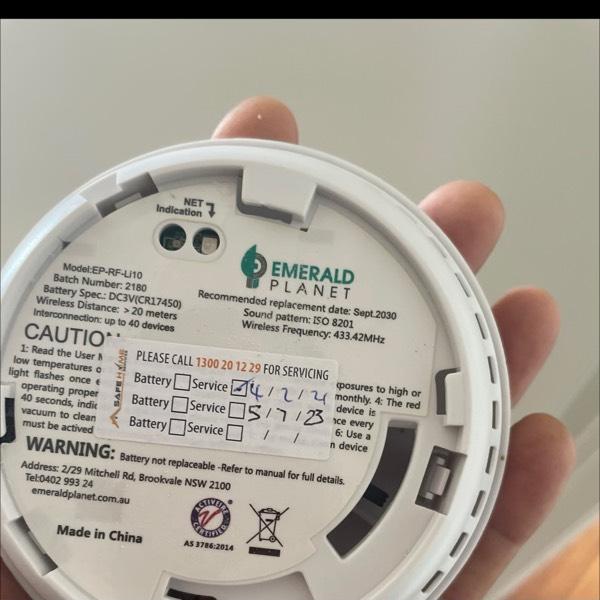 NET
Indication
EMERALD
PLANET
Model:EP-RF-Li10
Batch Number: 2180
Battery Spec.: DC3V(CR17450)
Wireless Distance: > 20 meters
Interconnection: up to 40 devices
Recommended replacement date: Sept.2030
Sound pattern: ISO 8201
Wireless Frequency: 433.42MHz
CAUTION
1: Read the User
low temperatures o
light flashes once e
operating proper
40 seconds, indic
vacuum to clean
must be actived
xposures to high or
monthly. 4: The red
device is
nce every
6: Use a
n device
SAFE HOME
PLEASE CALL 1300 20 12 29 FOR SERVICING
Battery Service 4 / 2 / 21
Battery Service 5 / 7 / 23
Battery Service / /
WARNING: Battery not replaceable -Refer to manual for full details.
Address: 2/29 Mitchell Rd, Brookvale NSW 2100
Tel:0402 993 24
emeraldplanet.com.au
Made in China
ACTIVFIRE
CERTIFIED
AS 3786:2014